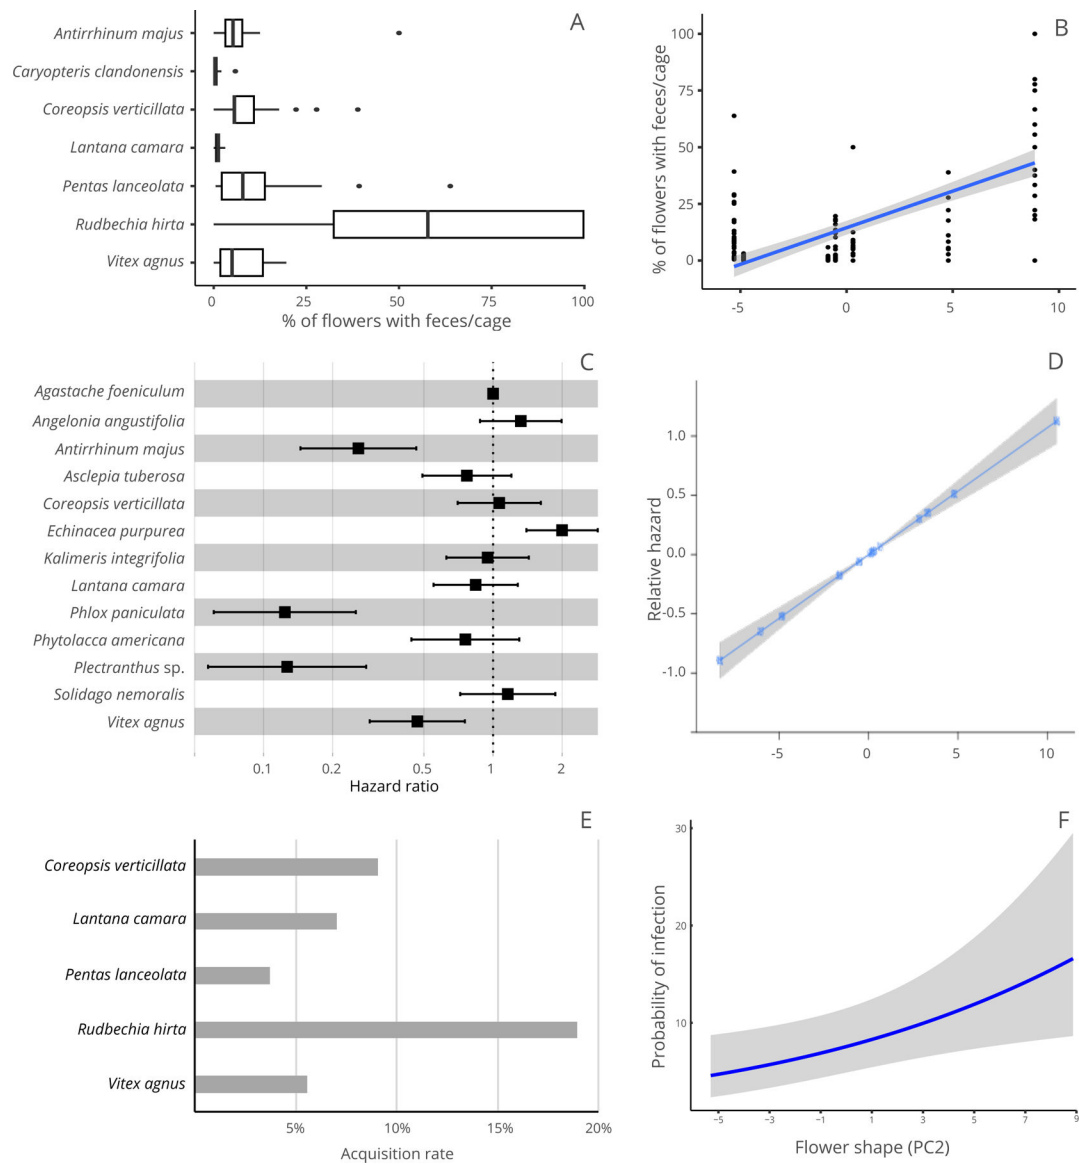 A
Antirrhinum majus
Caryopteris clandonensis
Coreopsis verticillata
Lantana camara
Pentas lanceolata
Rudbechia hirta
Vitex agnus
0 25 50 75 100
% of flowers with feces/cage
B
% of flowers with feces/cage
100
75
50
25
0
-5 0 5 10
C
Agastache foeniculum
Angelonia angustifolia
Antirrhinum majus
Asclepia tuberosa
Coreopsis verticillata
Echinacea purpurea
Kalimeris integrifolia
Lantana camara
Phlox paniculata
Phytolacca americana
Plectranthus sp.
Solidago nemoralis
Vitex agnus
0.1 0.2 0.5 1 2
Hazard ratio
D
Relative hazard
1.0
0.5
0.0
-0.5
-1.0
-5 0 5 10
E
Coreopsis verticillata
Lantana camara
Pentas lanceolata
Rudbechia hirta
Vitex agnus
5% 10% 15% 20%
Acquisition rate
F
Probability of infection
30
20
10
-5 -3 -1 1 3 5 7 9
Flower shape (PC2)